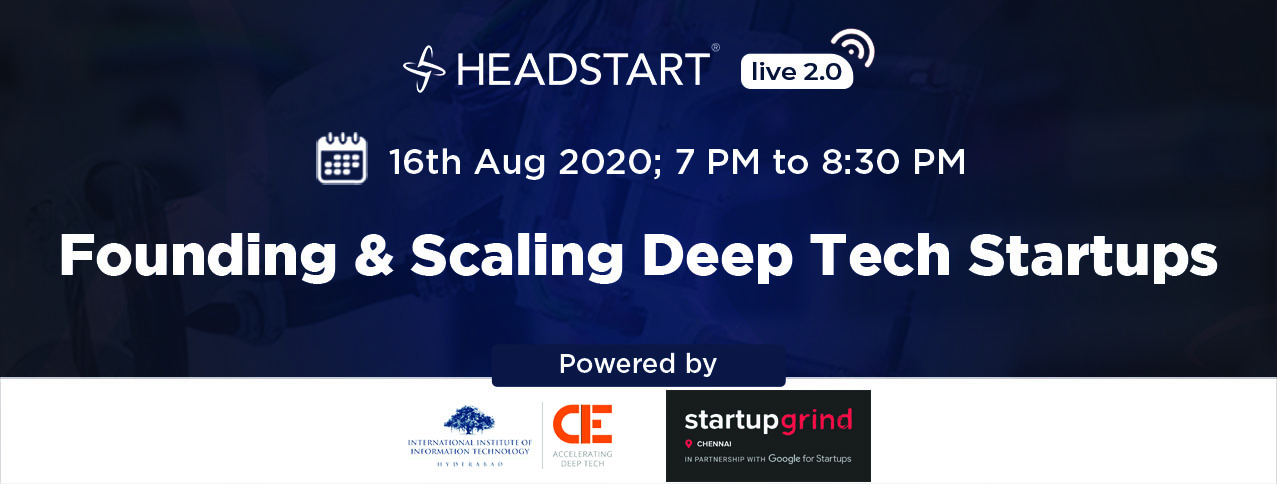 HEADSTART®
live 2.0
16th Aug 2020; 7 PM to 8:30 PM
Founding & Scaling Deep Tech Startups
Powered by
INTERNATIONAL INSTITUTE OF
INFORMATION TECHNOLOGY
HYDERABAD
CIE
ACCELERATING
DEEP TECH
startupgrind
CHENNAI
IN PARTNERSHIP WITH Google for Startups